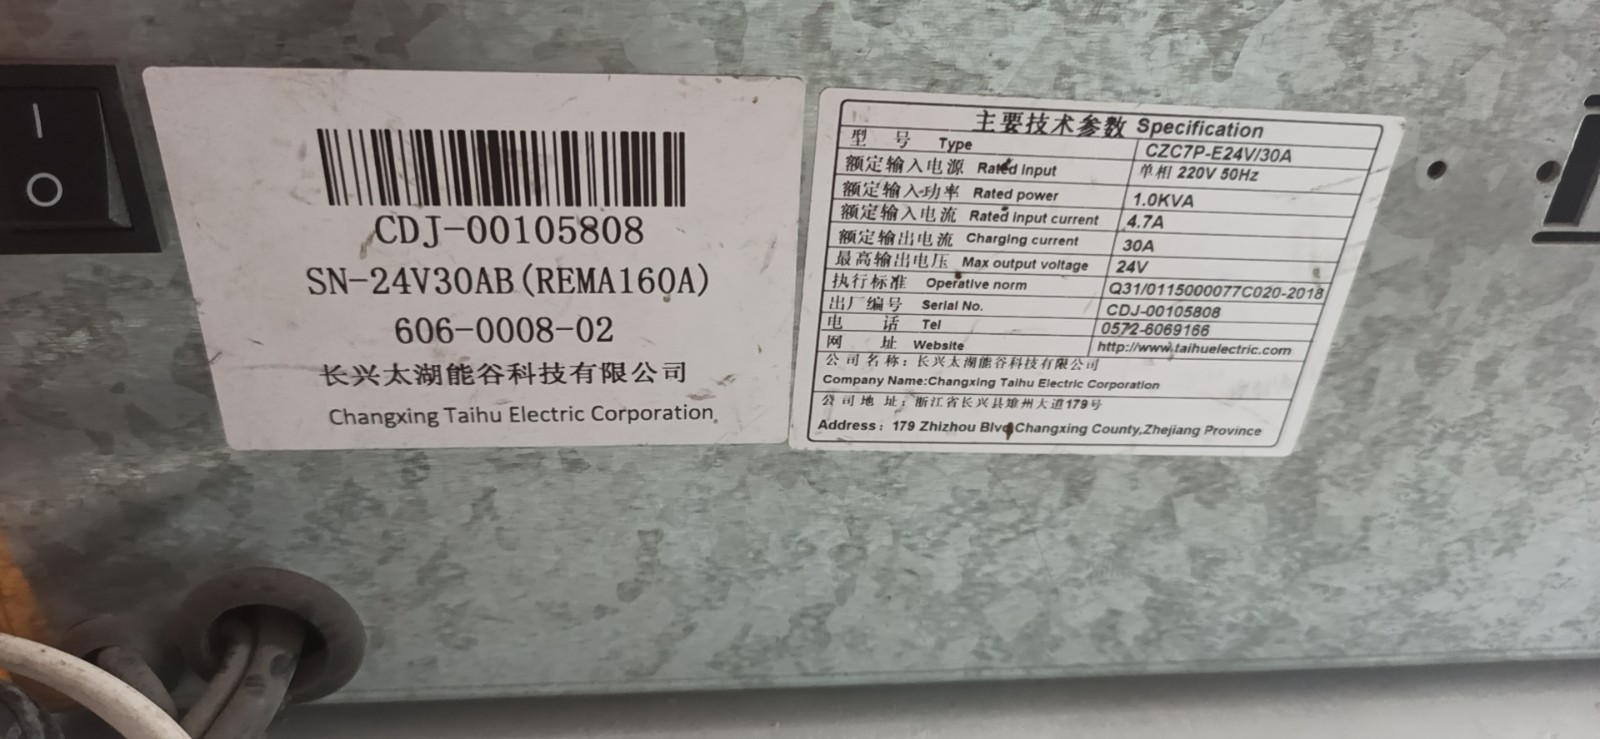 CDJ-00105808
SN-24V30AB(REMA160A)
606-0008-02
长兴太湖能谷科技有限公司
Changxing Taihu Electric Corporation
主要技术参数 Specification
型 号 Type CZC7P-E24V/30A
额定输入电源 Rated input 单相 220V 50Hz
额定输入功率 Rated power 1.0KVA
额定输入电流 Rated input current 4.7A
额定输出电流 Charging current 30A
最高输出电压 Max output voltage 24V
执行标准 Operative norm Q31/0115000077C020-2018
出厂编号 Serial No. CDJ-00105808
电 话 Tel 0572-6069166
网 址 Website http://www.taihuelectric.com
公司名称：长兴太湖能谷科技有限公司
Company Name:Changxing Taihu Electric Corporation
公司地址：浙江省长兴县雉州大道179号
Address：179 Zhizhou Blvd Changxing County,Zhejiang Province